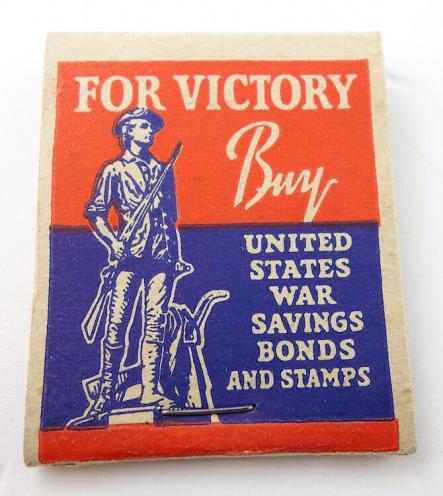 FOR VICTORY
Buy
UNITED
STATES
WAR
SAVINGS
BONDS
AND STAMPS